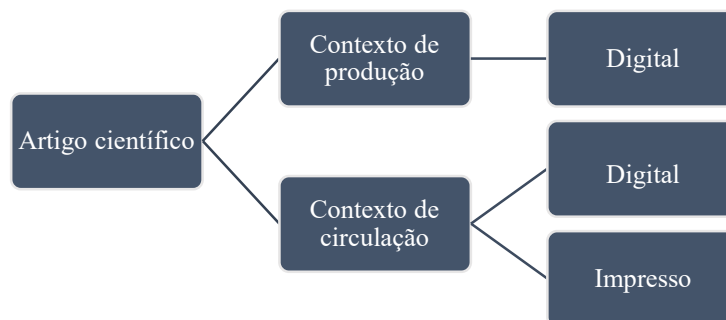 Artigo científico
Contexto de
produção
Digital
Contexto de
circulação
Digital
Impresso